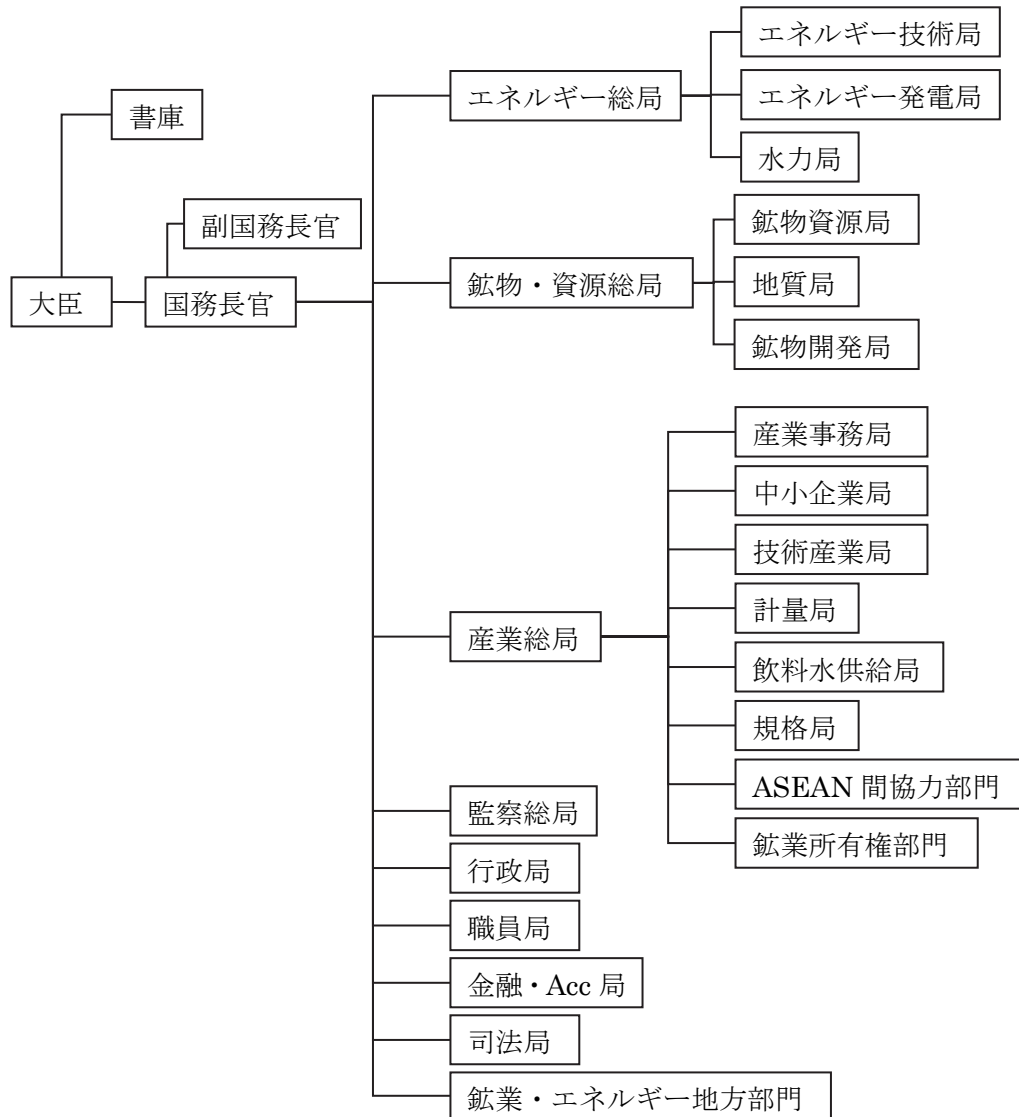 書庫
副国務長官
大臣
国務長官
エネルギー総局
エネルギー技術局
エネルギー発電局
水力局
鉱物・資源総局
鉱物資源局
地質局
鉱物開発局
産業総局
産業事務局
中小企業局
技術産業局
計量局
飲料水供給局
規格局
ASEAN 間協力部門
鉱業所有権部門
監察総局
行政局
職員局
金融・Acc 局
司法局
鉱業・エネルギー地方部門